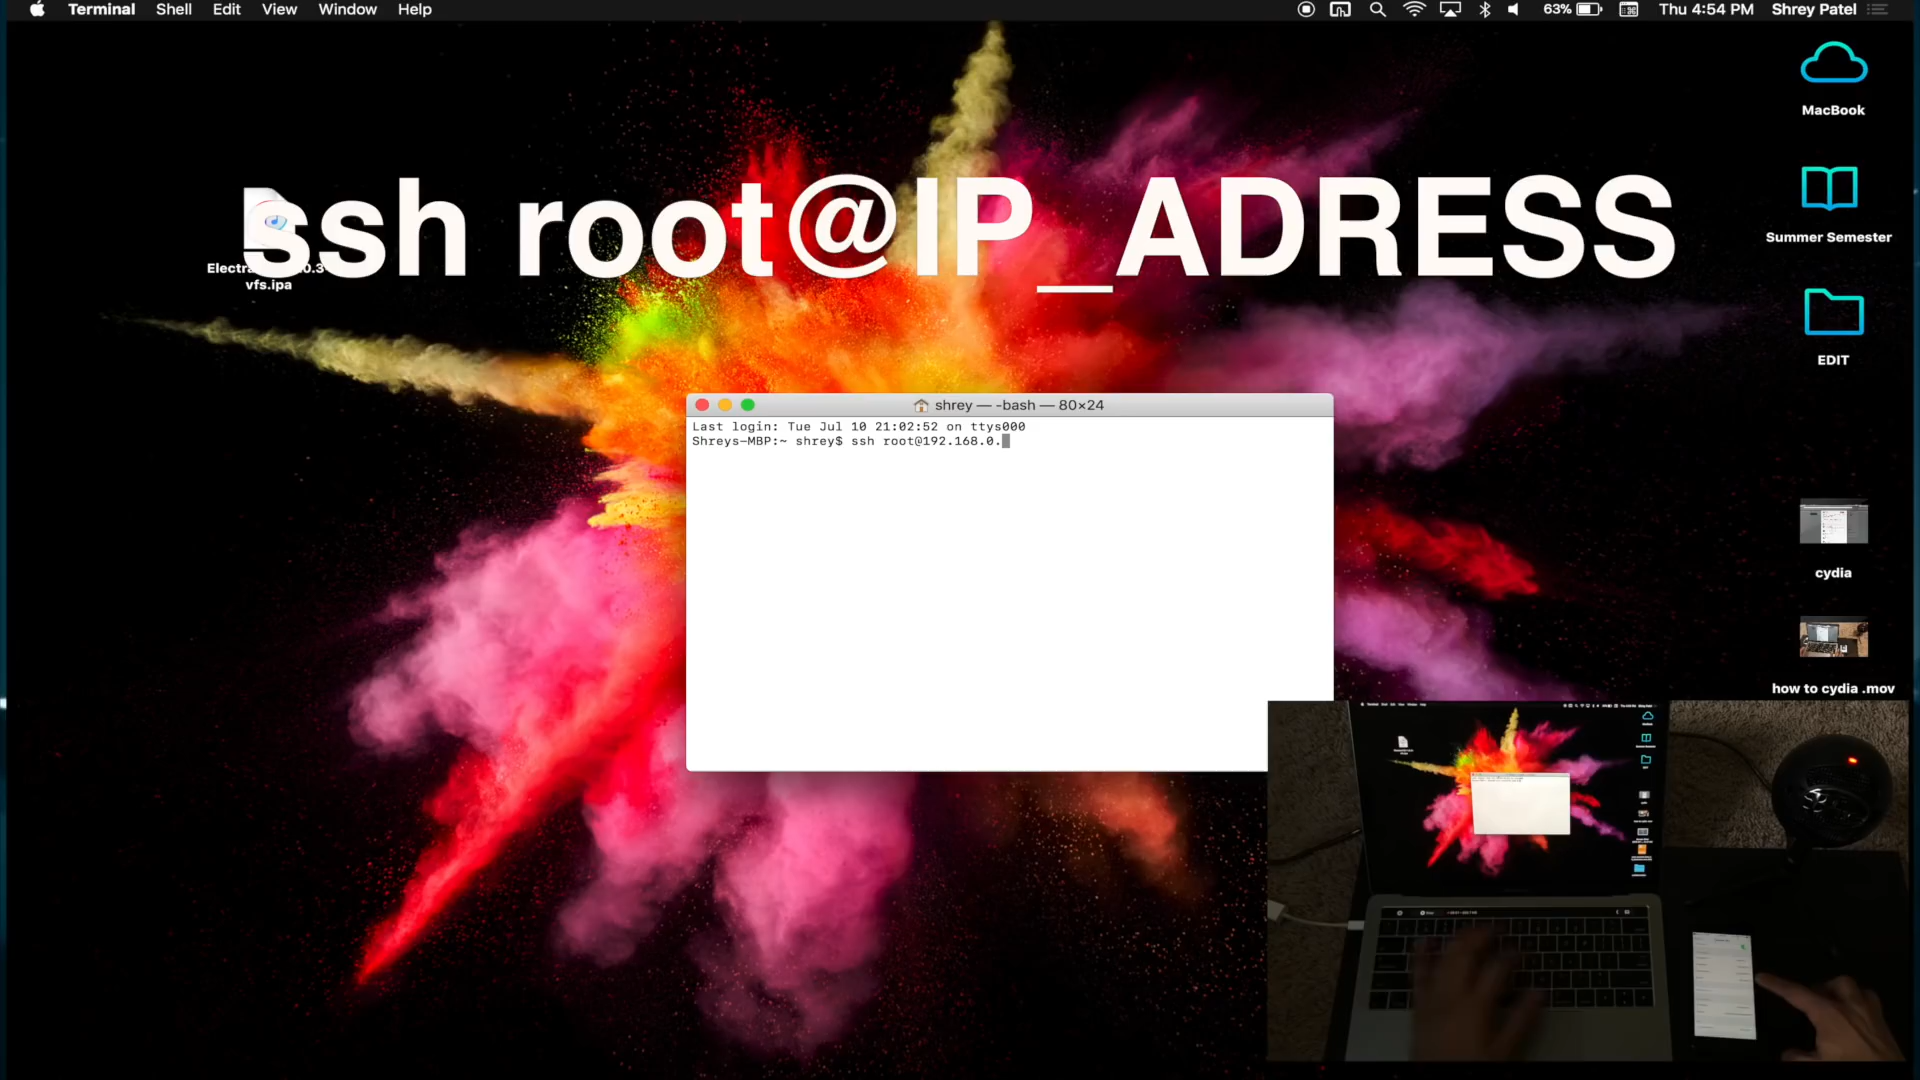 Terminal Shell Edit View Window Help 63% Thu 4:54 PM Shrey Patel
MacBook
ssh root@IP_ADRESS
Summer Semester
vfs.ipa
EDIT
shrey — -bash — 80×24
Last login: Tue Jul 10 21:02:52 on ttys000
Shreys-MBP:~ shrey$ ssh root@192.168.0.
cydia
how to cydia .mov